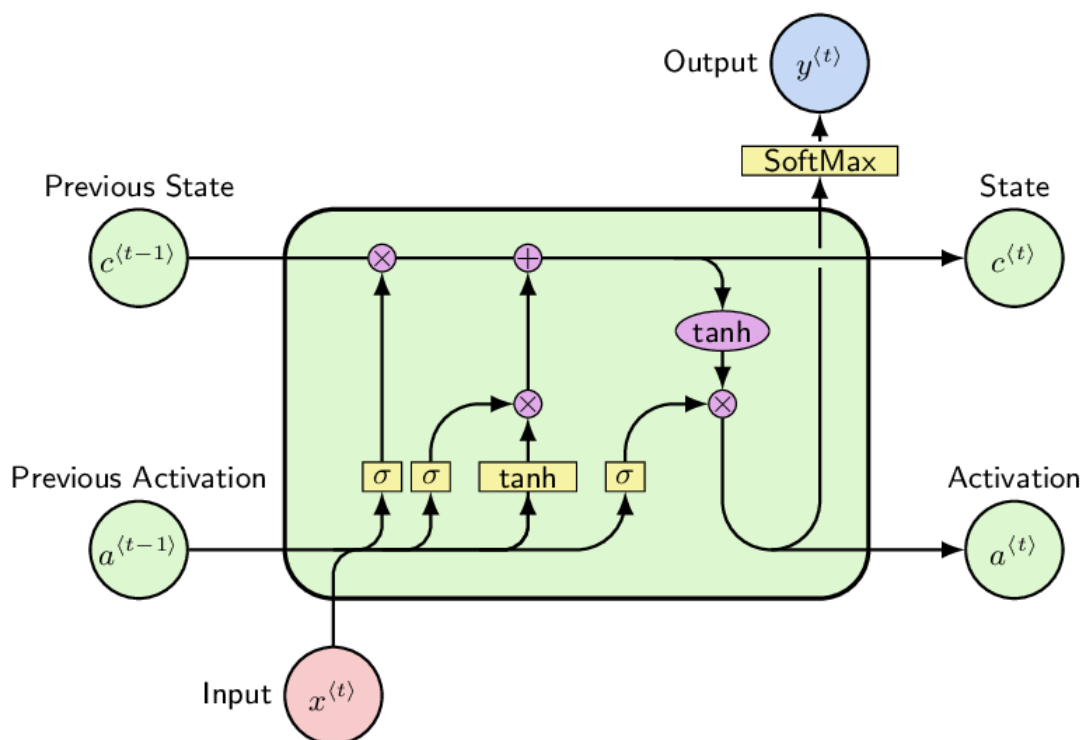 Output
y⟨t⟩
SoftMax
Previous State
State
c⟨t−1⟩
×
+
c⟨t⟩
tanh
×
×
Previous Activation
σ
σ
tanh
σ
Activation
a⟨t−1⟩
a⟨t⟩
Input
x⟨t⟩